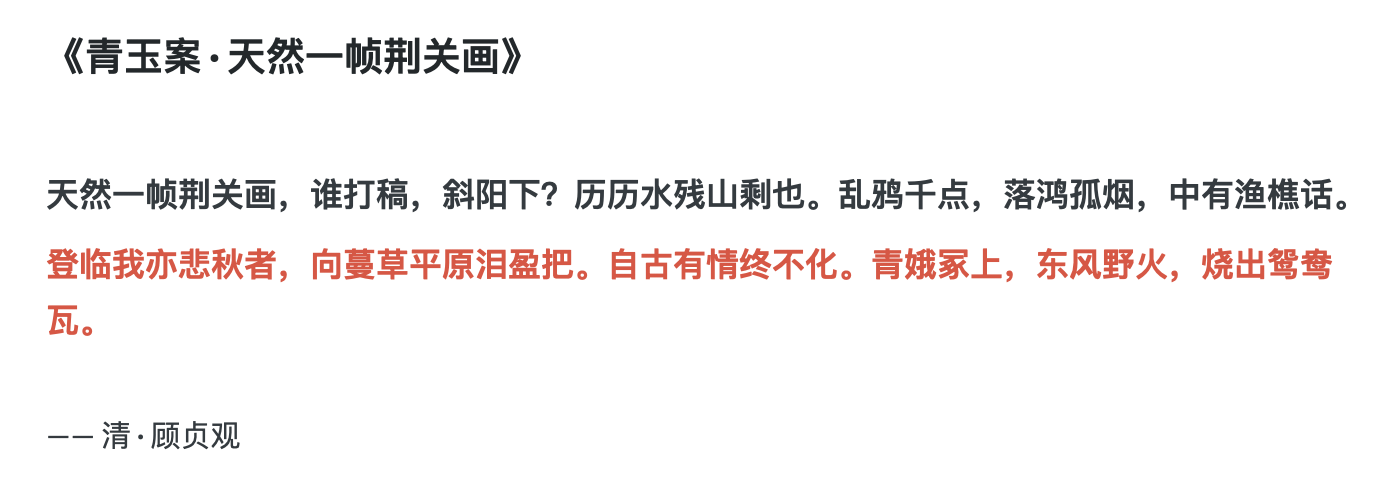 《青玉案·天然一帧荆关画》
天然一帧荆关画，谁打稿，斜阳下？历历水残山剩也。乱鸦千点，落鸿孤烟，中有渔樵话。
登临我亦悲秋者，向蔓草平原泪盈把。自古有情终不化。青娥冢上，东风野火，烧出鸳鸯
瓦。
—— 清·顾贞观